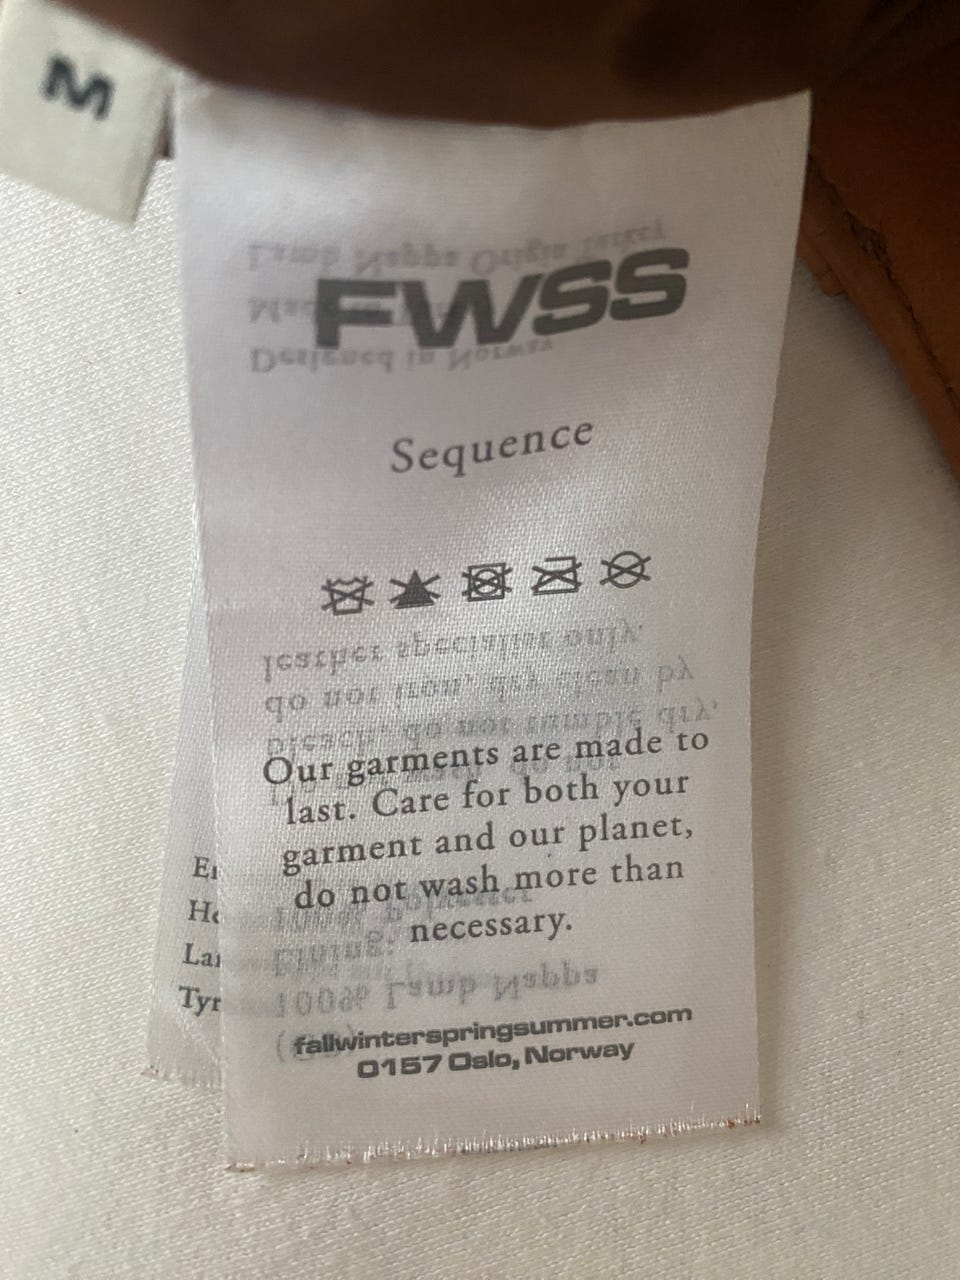 M
FWSS
Sequence
Our garments are made to
last. Care for both your
garment and our planet,
do not wash more than
necessary.
fallwinterspringsummer.com
0157 Oslo, Norway